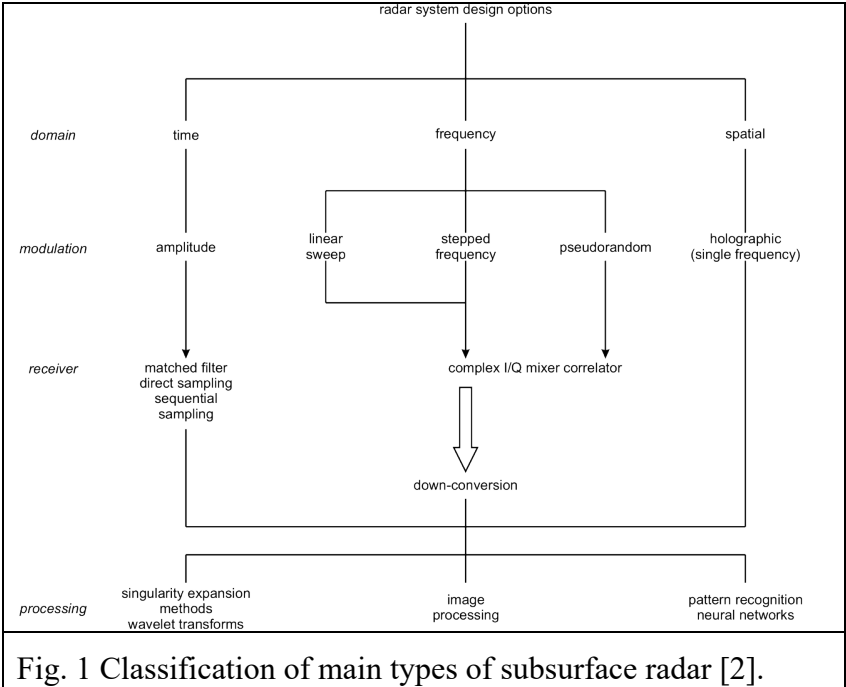 radar system design options
domain
time
frequency
spatial
modulation
amplitude
linear
sweep
stepped
frequency
pseudorandom
holographic
(single frequency)
receiver
matched filter
direct sampling
sequential
sampling
complex I/Q mixer correlator
down-conversion
processing
singularity expansion
methods
wavelet transforms
image
processing
pattern recognition
neural networks
Fig. 1 Classification of main types of subsurface radar [2].